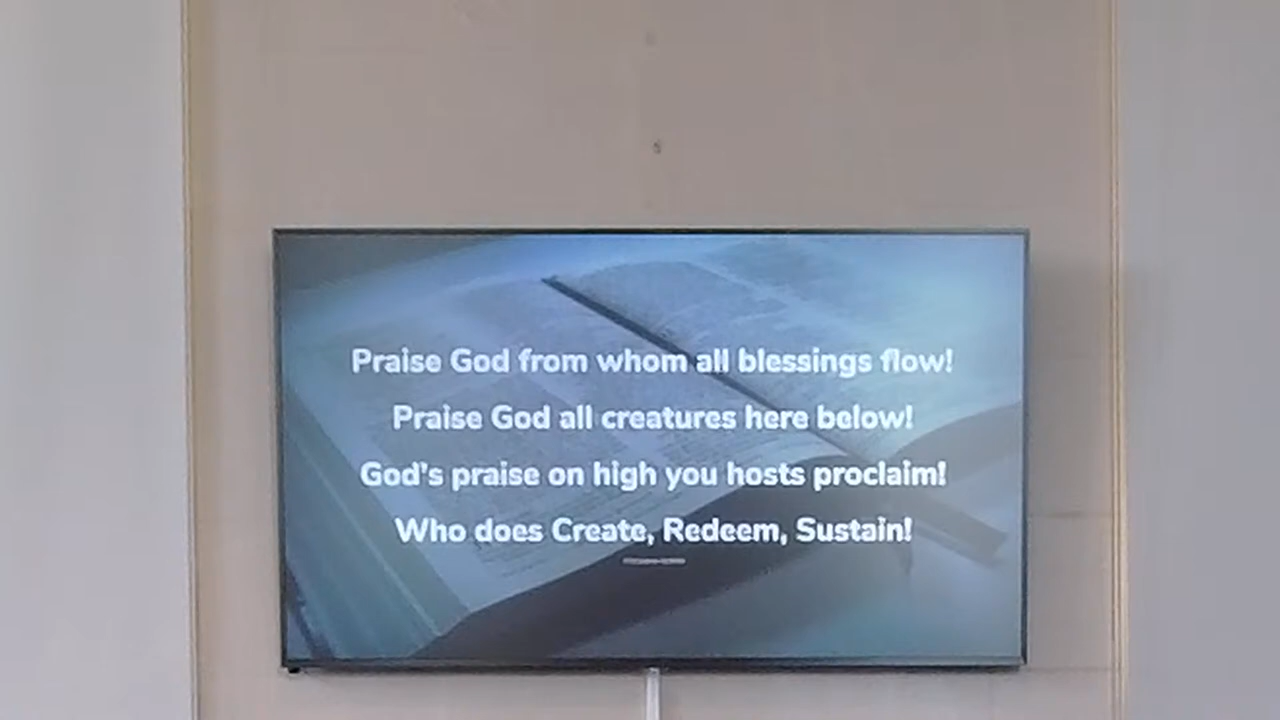 Praise God from whom all blessings flow!
Praise God all creatures here below!
God's praise on high you hosts proclaim!
Who does Create, Redeem, Sustain!